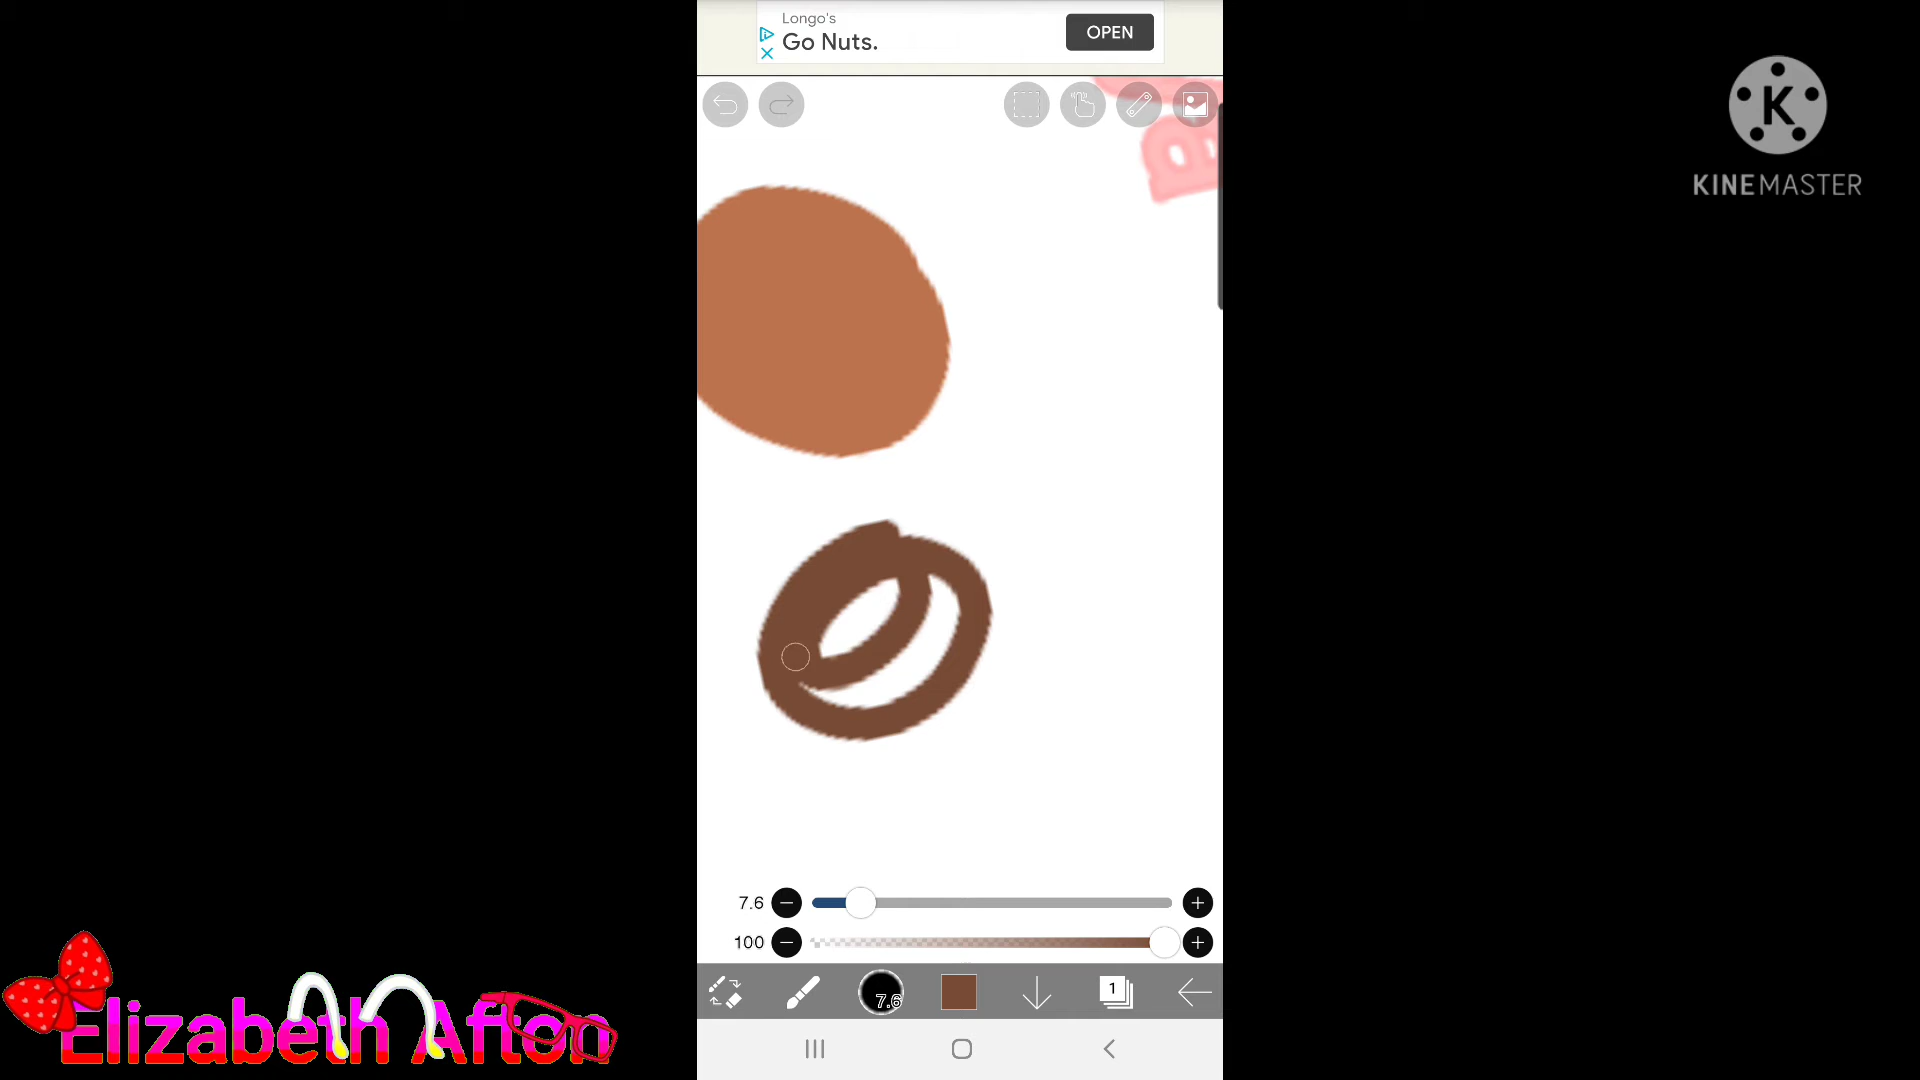 Longo's
Go Nuts.
OPEN
K
KINEMASTER
7.6
100
7.6
1
Elizabeth Afton